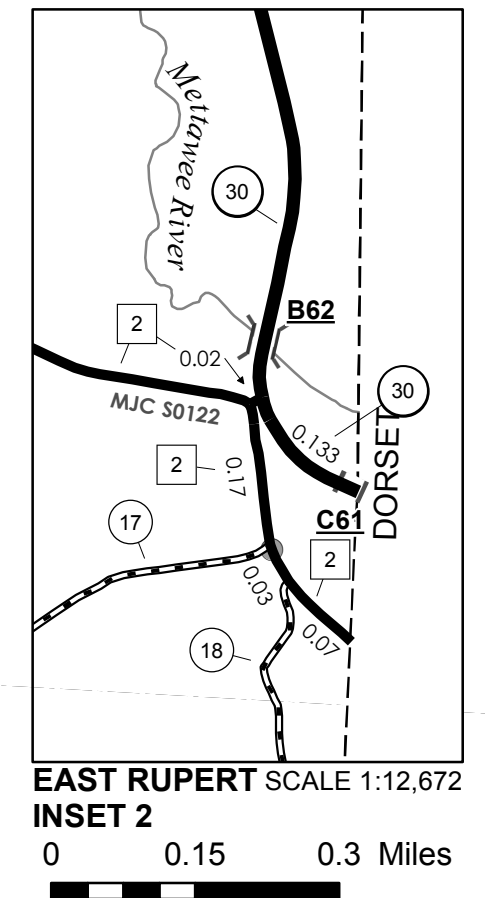 Mettawee River
30
B62
2
0.02
30
MJC S0122
0.133
DORSET
2
0.17
C61
17
2
0.03
0.07
18
EAST RUPERT SCALE 1:12,672
INSET 2
0 0.15 0.3 Miles